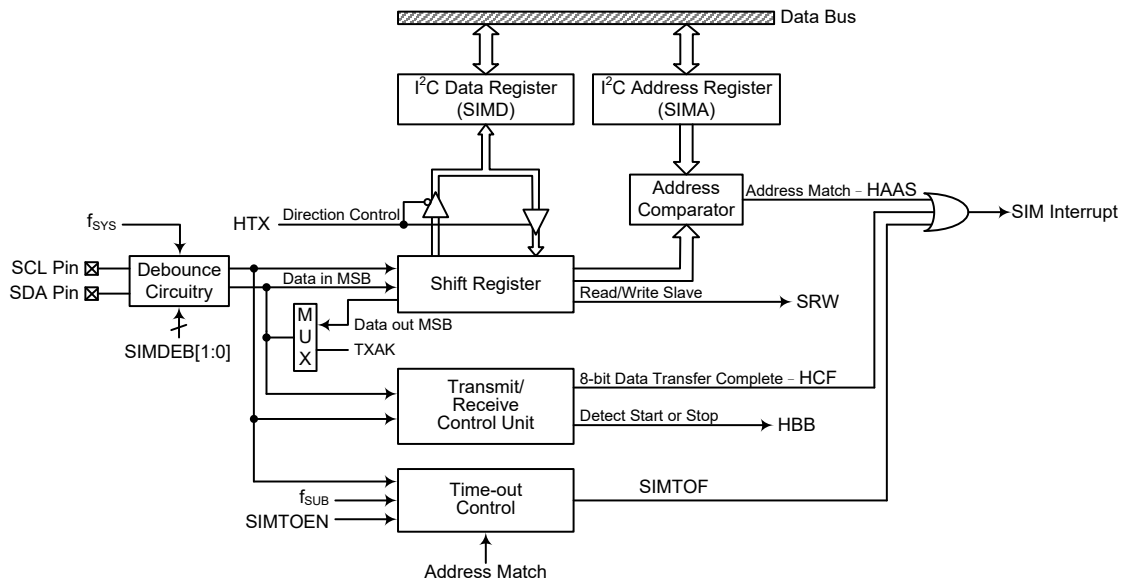 Data Bus
I²C Data Register
(SIMD)
I²C Address Register
(SIMA)
Address
Comparator
Address Match – HAAS
SIM Interrupt
HTX
Direction Control
fSYS
SCL Pin
SDA Pin
Debounce
Circuitry
SIMDEB[1:0]
Data in MSB
Shift Register
Read/Write Slave
SRW
M
U
X
Data out MSB
TXAK
Transmit/
Receive
Control Unit
8-bit Data Transfer Complete – HCF
Detect Start or Stop
HBB
fSUB
SIMTOEN
Time-out
Control
SIMTOF
Address Match